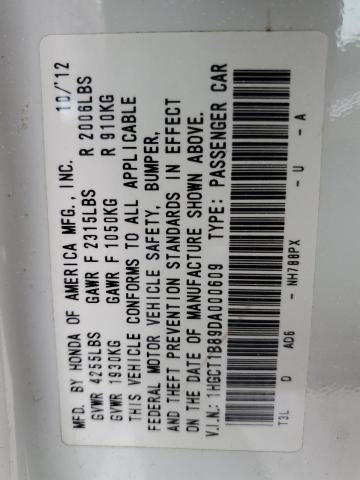 MFD. BY HONDA OF AMERICA MFG., INC. 10/'12
GVWR 4255LBS GAWR F 2315LBS R 2006LBS
GVWR 1930KG GAWR F 1050KG R 910KG
THIS VEHICLE CONFORMS TO ALL APPLICABLE
FEDERAL MOTOR VEHICLE SAFETY, BUMPER,
AND THEFT PREVENTION STANDARDS IN EFFECT
ON THE DATE OF MANUFACTURE SHOWN ABOVE.
V.I.N.: 1HGCT1B89DA000609 TYPE: PASSENGER CAR
T3L D AD6 - NH788PX - U - A